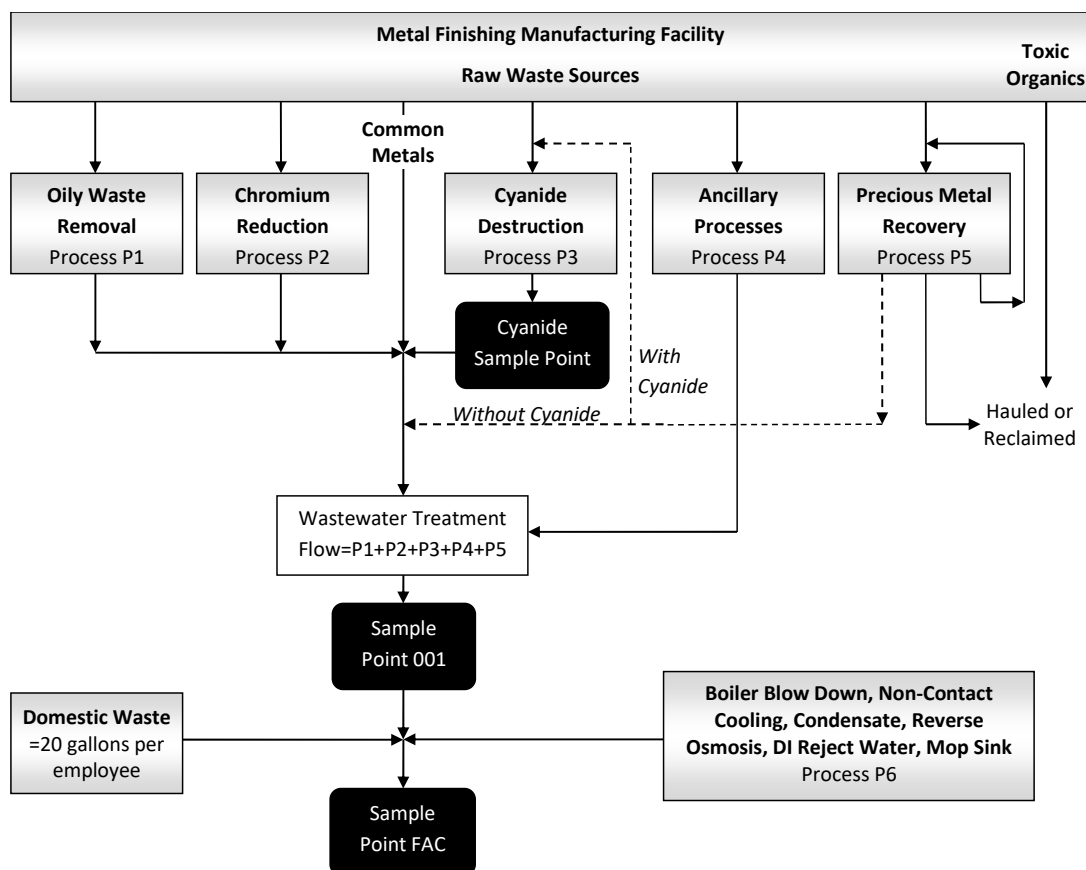 Metal Finishing Manufacturing Facility
Raw Waste Sources
Toxic
Organics
Common
Metals
Oily Waste
Removal
Process P1
Chromium
Reduction
Process P2
Cyanide
Destruction
Process P3
Ancillary
Processes
Process P4
Precious Metal
Recovery
Process P5
Cyanide
Sample Point
With
Cyanide
Without Cyanide
Hauled or
Reclaimed
Wastewater Treatment
Flow=P1+P2+P3+P4+P5
Sample
Point 001
Domestic Waste
=20 gallons per
employee
Boiler Blow Down, Non-Contact
Cooling, Condensate, Reverse
Osmosis, DI Reject Water, Mop Sink
Process P6
Sample
Point FAC